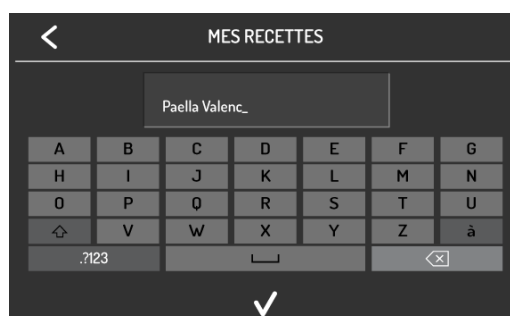 MES RECETTES
Paella Valenc_
A B C D E F G
H I J K L M N
O P Q R S T U
V W X Y Z à
.?123